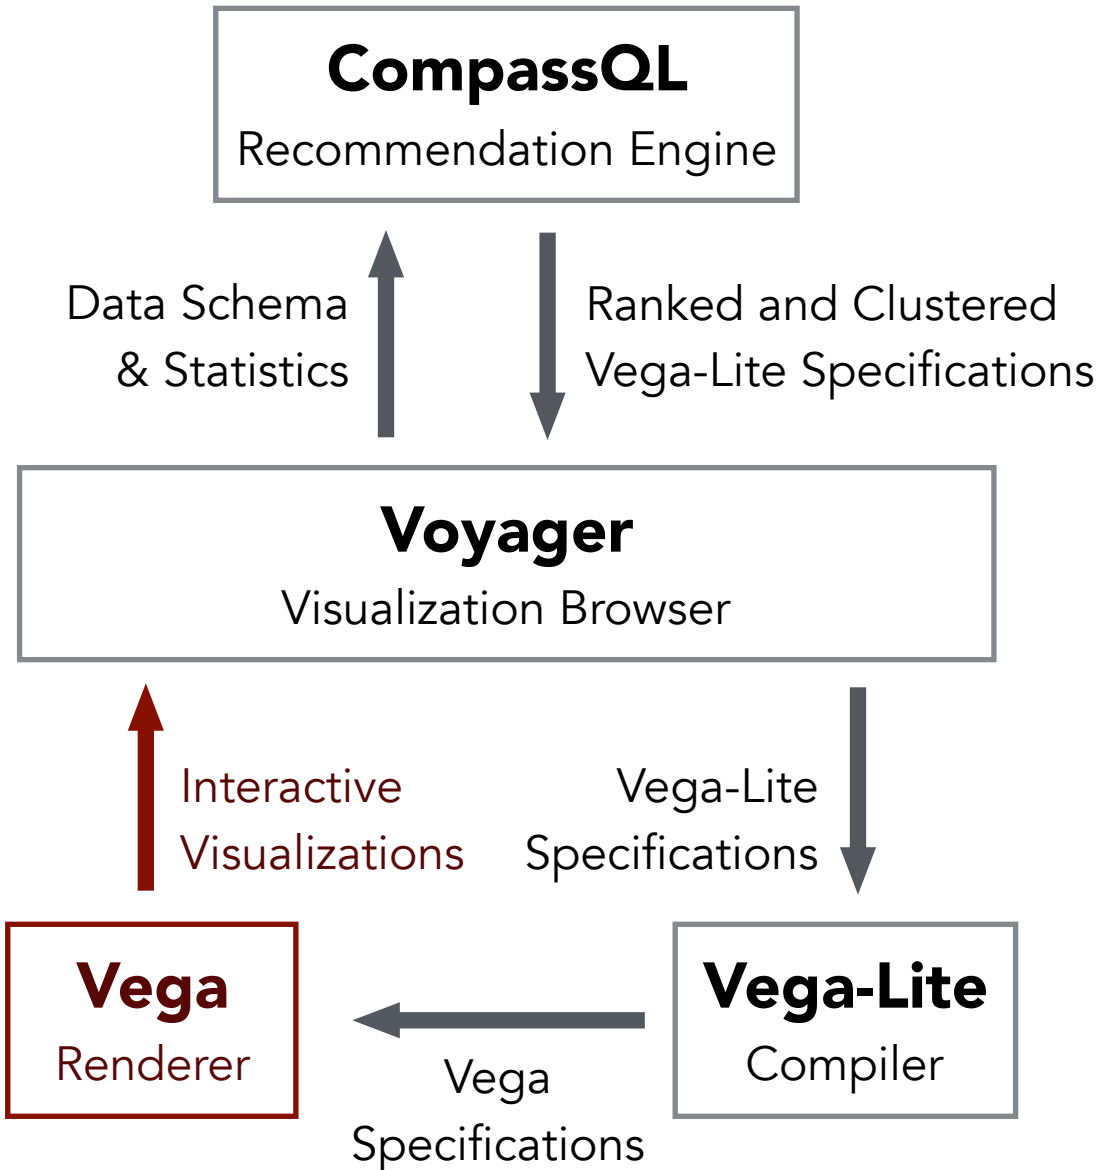 CompassQL
Recommendation Engine
Data Schema
& Statistics
Ranked and Clustered
Vega-Lite Specifications
Voyager
Visualization Browser
Interactive
Visualizations
Vega-Lite
Specifications
Vega
Renderer
Vega
Specifications
Vega-Lite
Compiler